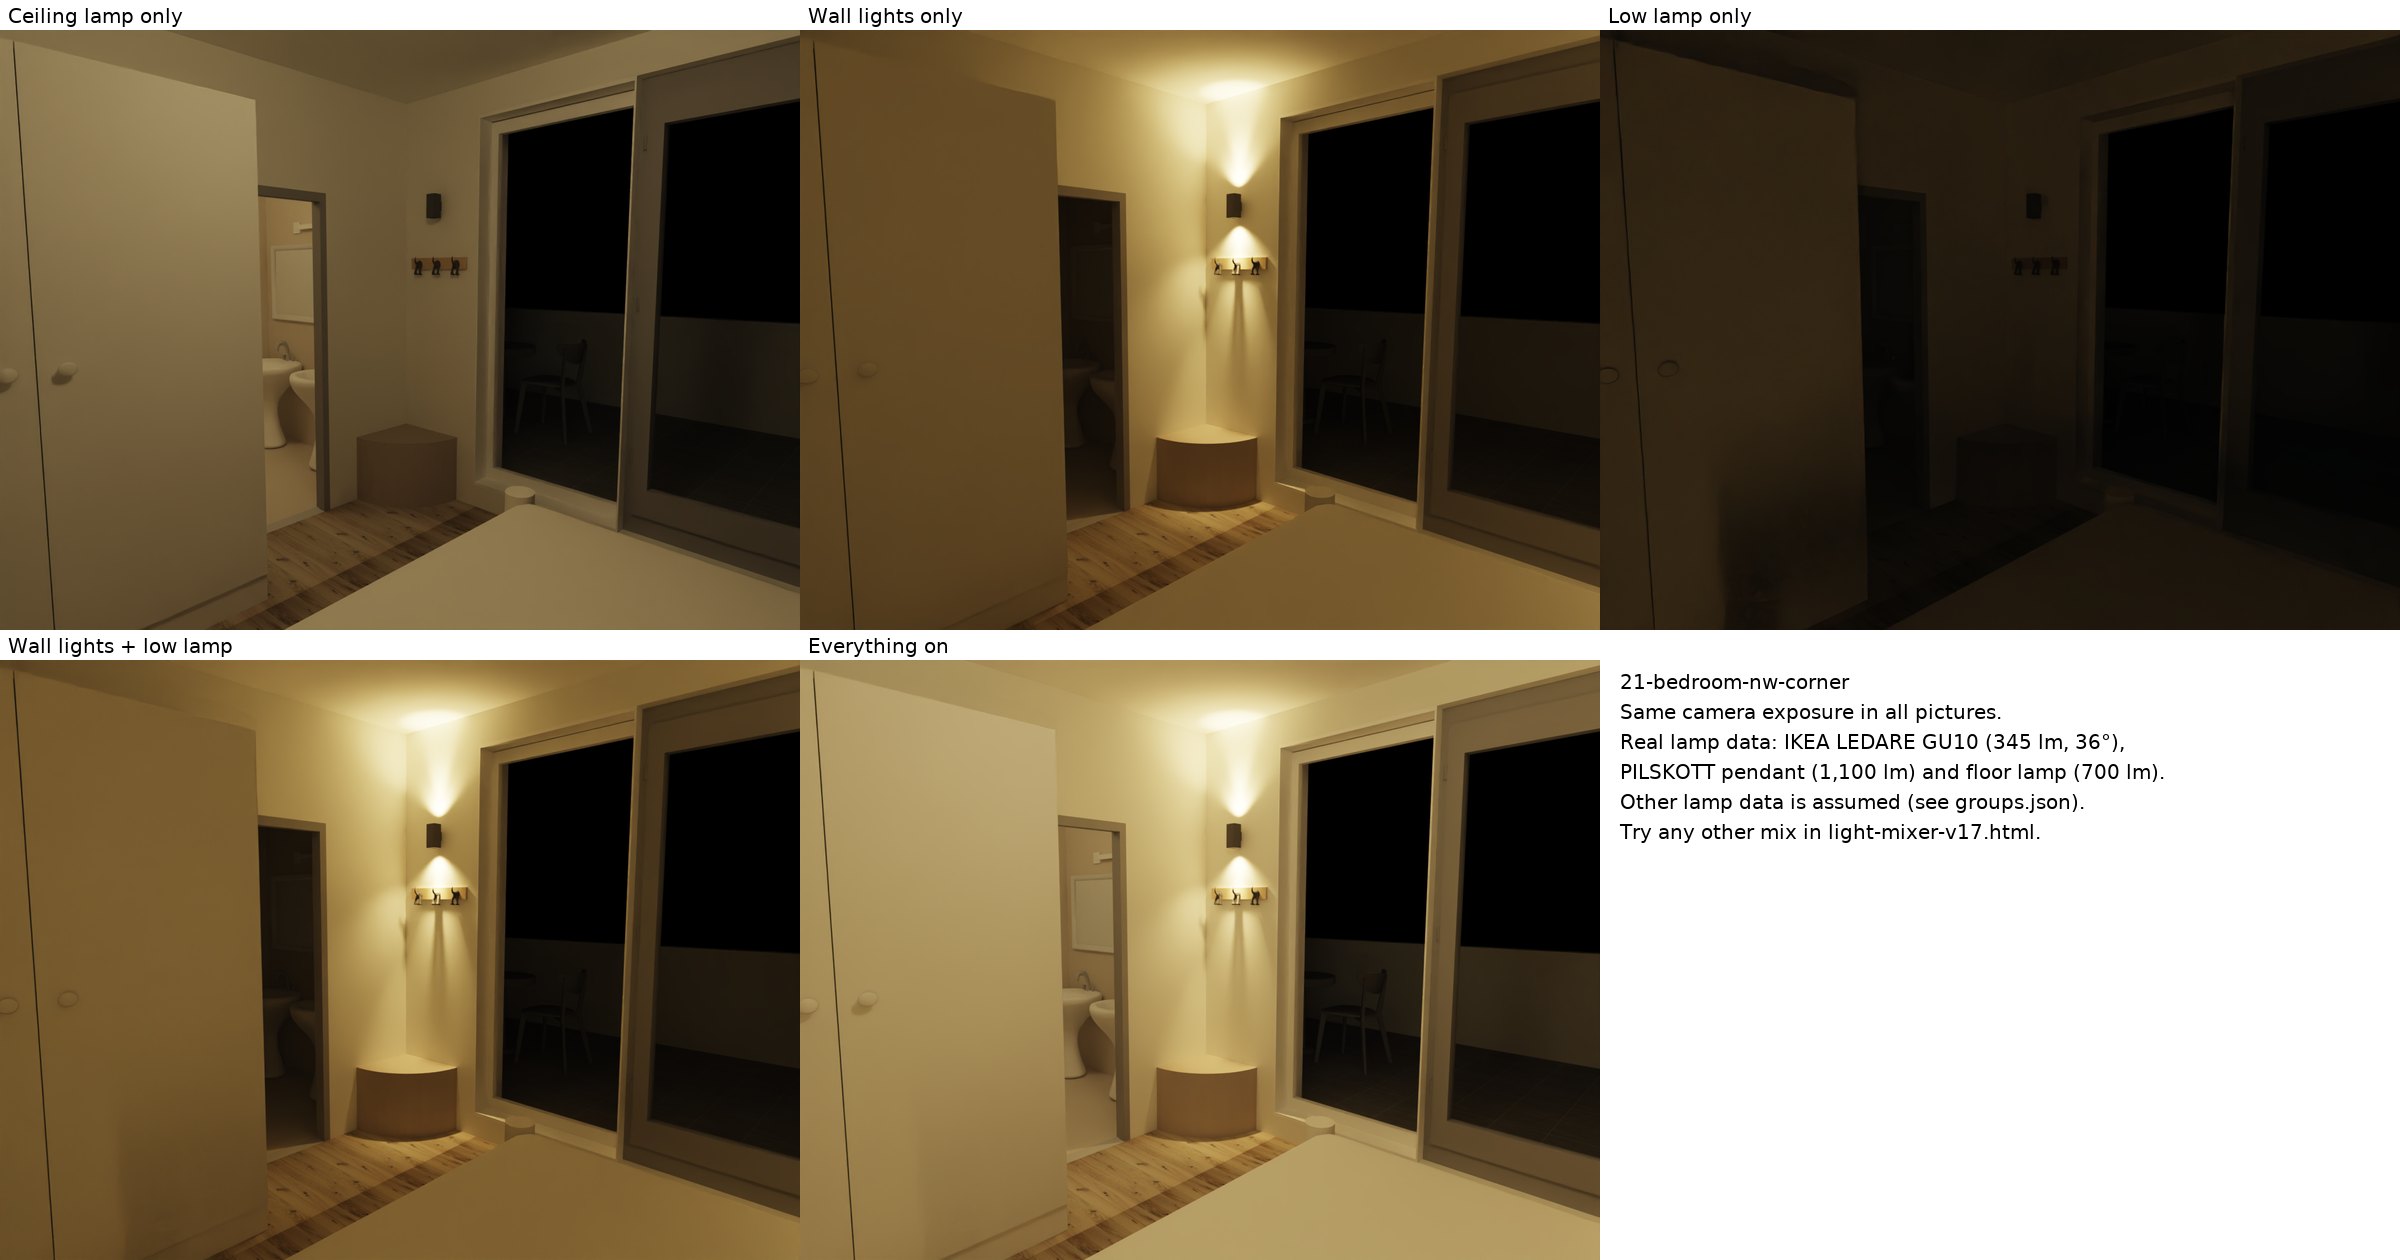 Ceiling lamp only
Wall lights only
Low lamp only
Wall lights + low lamp
Everything on
21-bedroom-nw-corner
Same camera exposure in all pictures.
Real lamp data: IKEA LEDARE GU10 (345 lm, 36°),
PILSKOTT pendant (1,100 lm) and floor lamp (700 lm).
Other lamp data is assumed (see groups.json).
Try any other mix in light-mixer-v17.html.